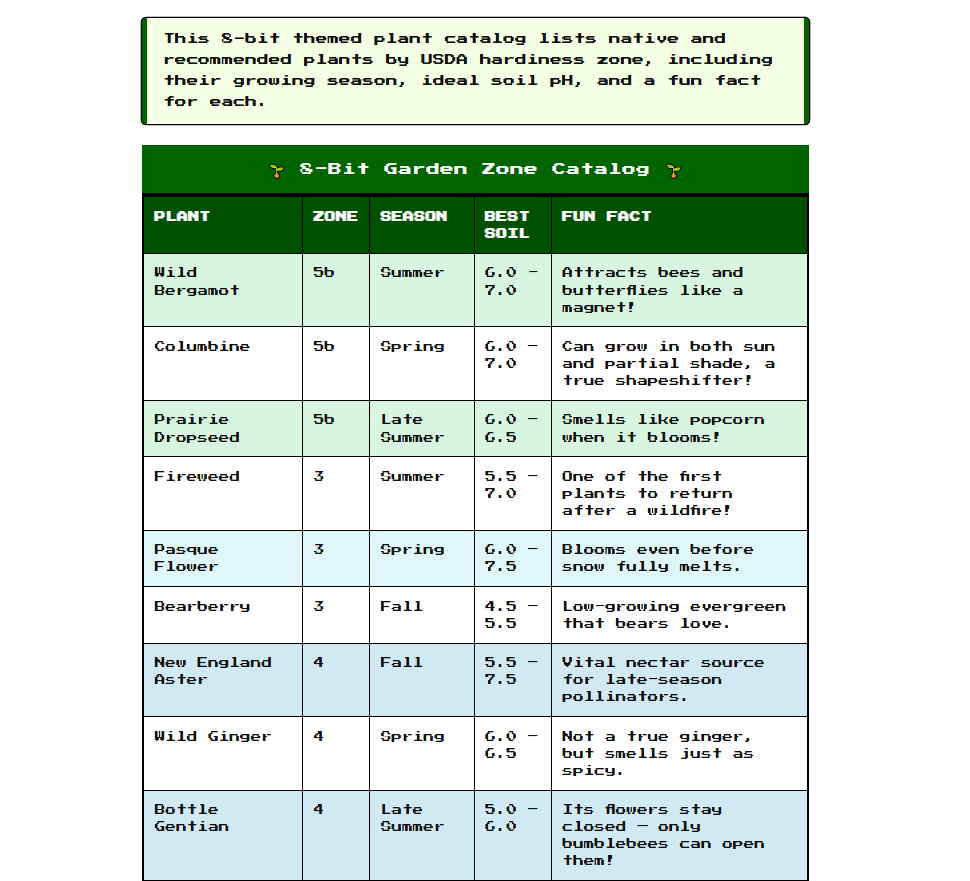 This 8-bit themed plant catalog lists native and
recommended plants by USDA hardiness zone, including
their growing season, ideal soil pH, and a fun fact
for each.
🌱 8-Bit Garden Zone Catalog 🌱
PLANT ZONE SEASON BEST SOIL FUN FACT
Wild Bergamot 5b Summer 6.0 – 7.0 Attracts bees and butterflies like a magnet!
Columbine 5b Spring 6.0 – 7.0 Can grow in both sun and partial shade, a true shapeshifter!
Prairie Dropseed 5b Late Summer 6.0 – 6.5 Smells like popcorn when it blooms!
Fireweed 3 Summer 5.5 – 7.0 One of the first plants to return after a wildfire!
Pasque Flower 3 Spring 6.0 – 7.5 Blooms even before snow fully melts.
Bearberry 3 Fall 4.5 – 5.5 Low-growing evergreen that bears love.
New England Aster 4 Fall 5.5 – 7.5 Vital nectar source for late-season pollinators.
Wild Ginger 4 Spring 6.0 – 6.5 Not a true ginger, but smells just as spicy.
Bottle Gentian 4 Late Summer 5.0 – 6.0 Its flowers stay closed — only bumblebees can open them!